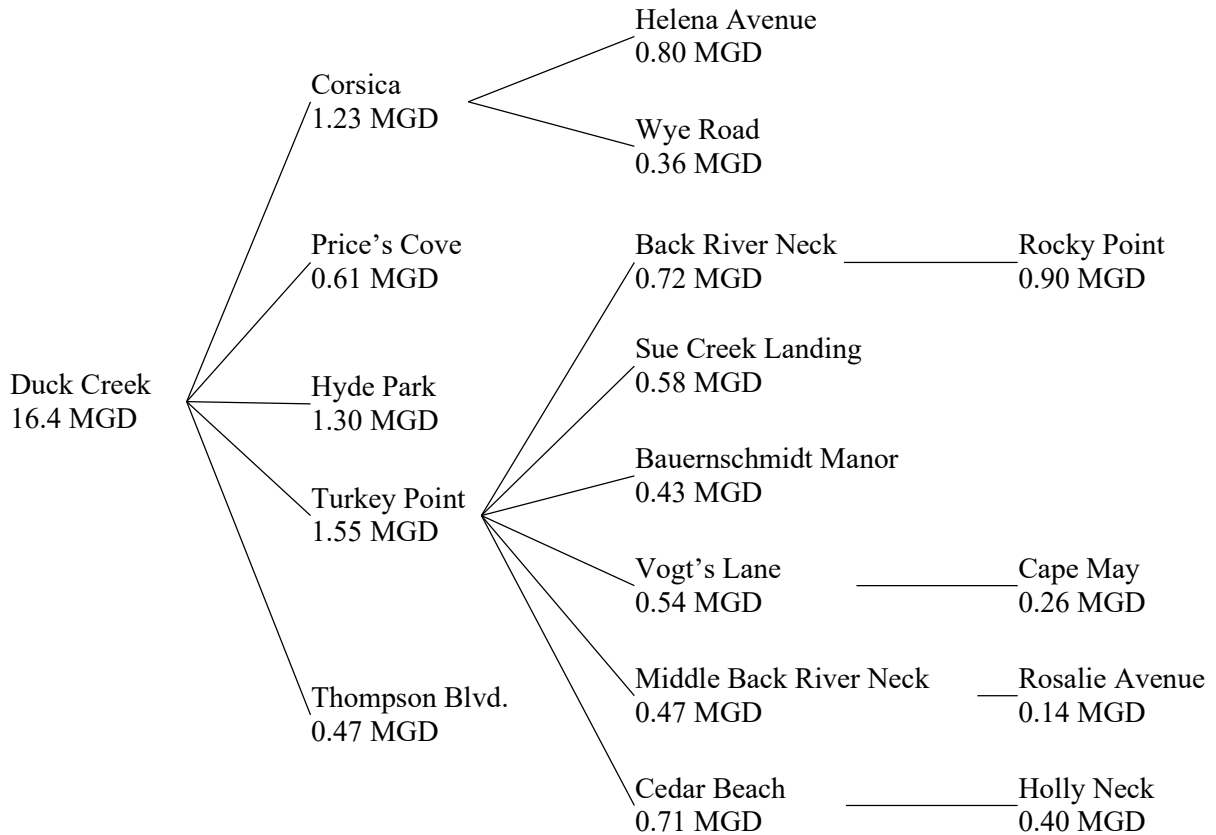 Helena Avenue
0.80 MGD
Corsica
1.23 MGD
Wye Road
0.36 MGD
Price’s Cove
0.61 MGD
Back River Neck
0.72 MGD
Rocky Point
0.90 MGD
Sue Creek Landing
0.58 MGD
Duck Creek
16.4 MGD
Hyde Park
1.30 MGD
Bauernschmidt Manor
0.43 MGD
Turkey Point
1.55 MGD
Vogt’s Lane
0.54 MGD
Cape May
0.26 MGD
Middle Back River Neck
0.47 MGD
Rosalie Avenue
0.14 MGD
Thompson Blvd.
0.47 MGD
Cedar Beach
0.71 MGD
Holly Neck
0.40 MGD